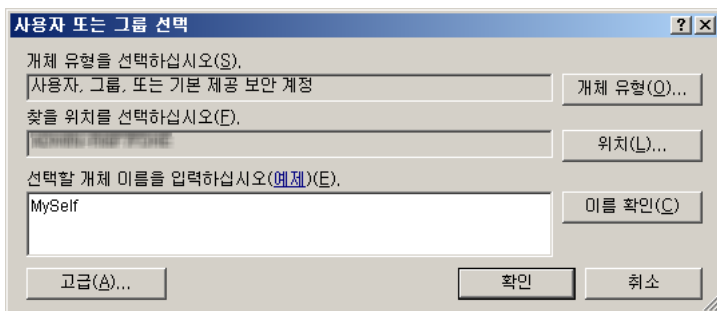 사용자 또는 그룹 선택
개체 유형을 선택하십시오(S).
사용자, 그룹, 또는 기본 제공 보안 계정
개체 유형(O)...
찾을 위치를 선택하십시오(F).
위치(L)...
선택할 개체 이름을 입력하십시오(예제)(E).
MySelf
이름 확인(C)
고급(A)...
확인
취소